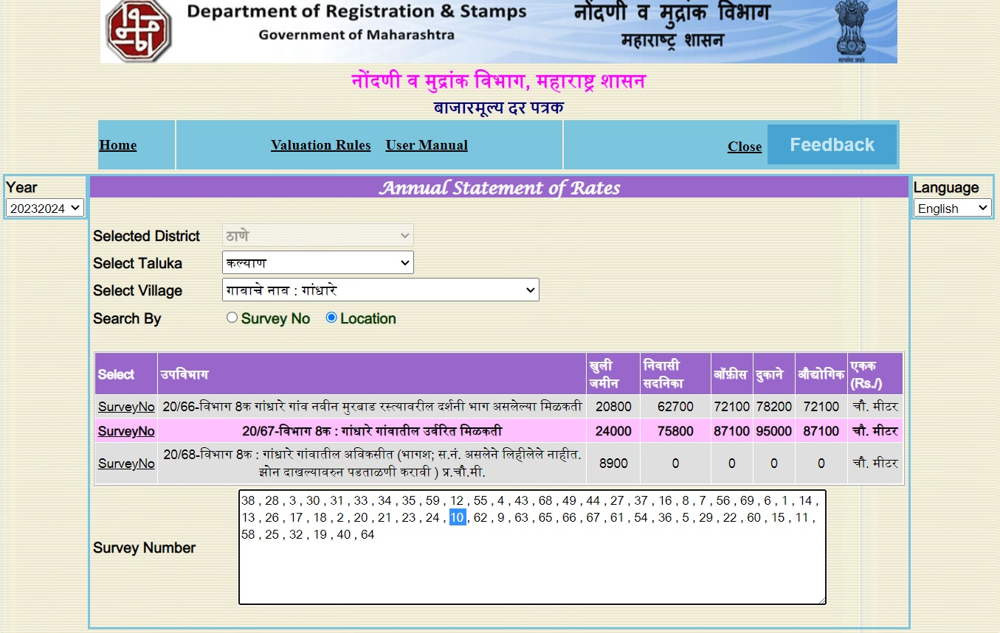 Department of Registration & Stamps
Government of Maharashtra
नोंदणी व मुद्रांक विभाग
महाराष्ट्र शासन
सत्यमेव जयते
नोंदणी व मुद्रांक विभाग, महाराष्ट्र शासन
बाजारमूल्य दर पत्रक
Home Valuation Rules User Manual Close Feedback
Year
20232024
Annual Statement of Rates
Language
English
Selected District ठाणे
Select Taluka कल्याण
Select Village गावाचे नाव : गांधारे
Search By Survey No Location
Select उपविभाग खुली जमीन निवासी सदनिका ऑफ़ीस दुकाने औद्योगिक एकक (Rs./)
SurveyNo 20/66-विभाग 8क गांधारे गांव नवीन मुरबाड रस्त्यावरील दर्शनी भाग असलेल्या मिळकती 20800 62700 72100 78200 72100 चौ. मीटर
SurveyNo 20/67-विभाग 8क : गांधारे गांवातील उर्वरित मिळकती 24000 75800 87100 95000 87100 चौ. मीटर
SurveyNo 20/68-विभाग 8क : गांधारे गांवातील अविकसीत (भागश; स.नं. असलेने लिहीलेले नाहीत. झोन दाखल्यावरुन पडताळणी करावी ) प्र.चौ.मी. 8900 0 0 0 0 चौ. मीटर
Survey Number
38 , 28 , 3 , 30 , 31 , 33 , 34 , 35 , 59 , 12 , 55 , 4 , 43 , 68 , 49 , 44 , 27 , 37 , 16 , 8 , 7 , 56 , 69 , 6 , 1 , 14 ,
13 , 26 , 17 , 18 , 2 , 20 , 21 , 23 , 24 , 10 , 62 , 9 , 63 , 65 , 66 , 67 , 61 , 54 , 36 , 5 , 29 , 22 , 60 , 15 , 11 ,
58 , 25 , 32 , 19 , 40 , 64